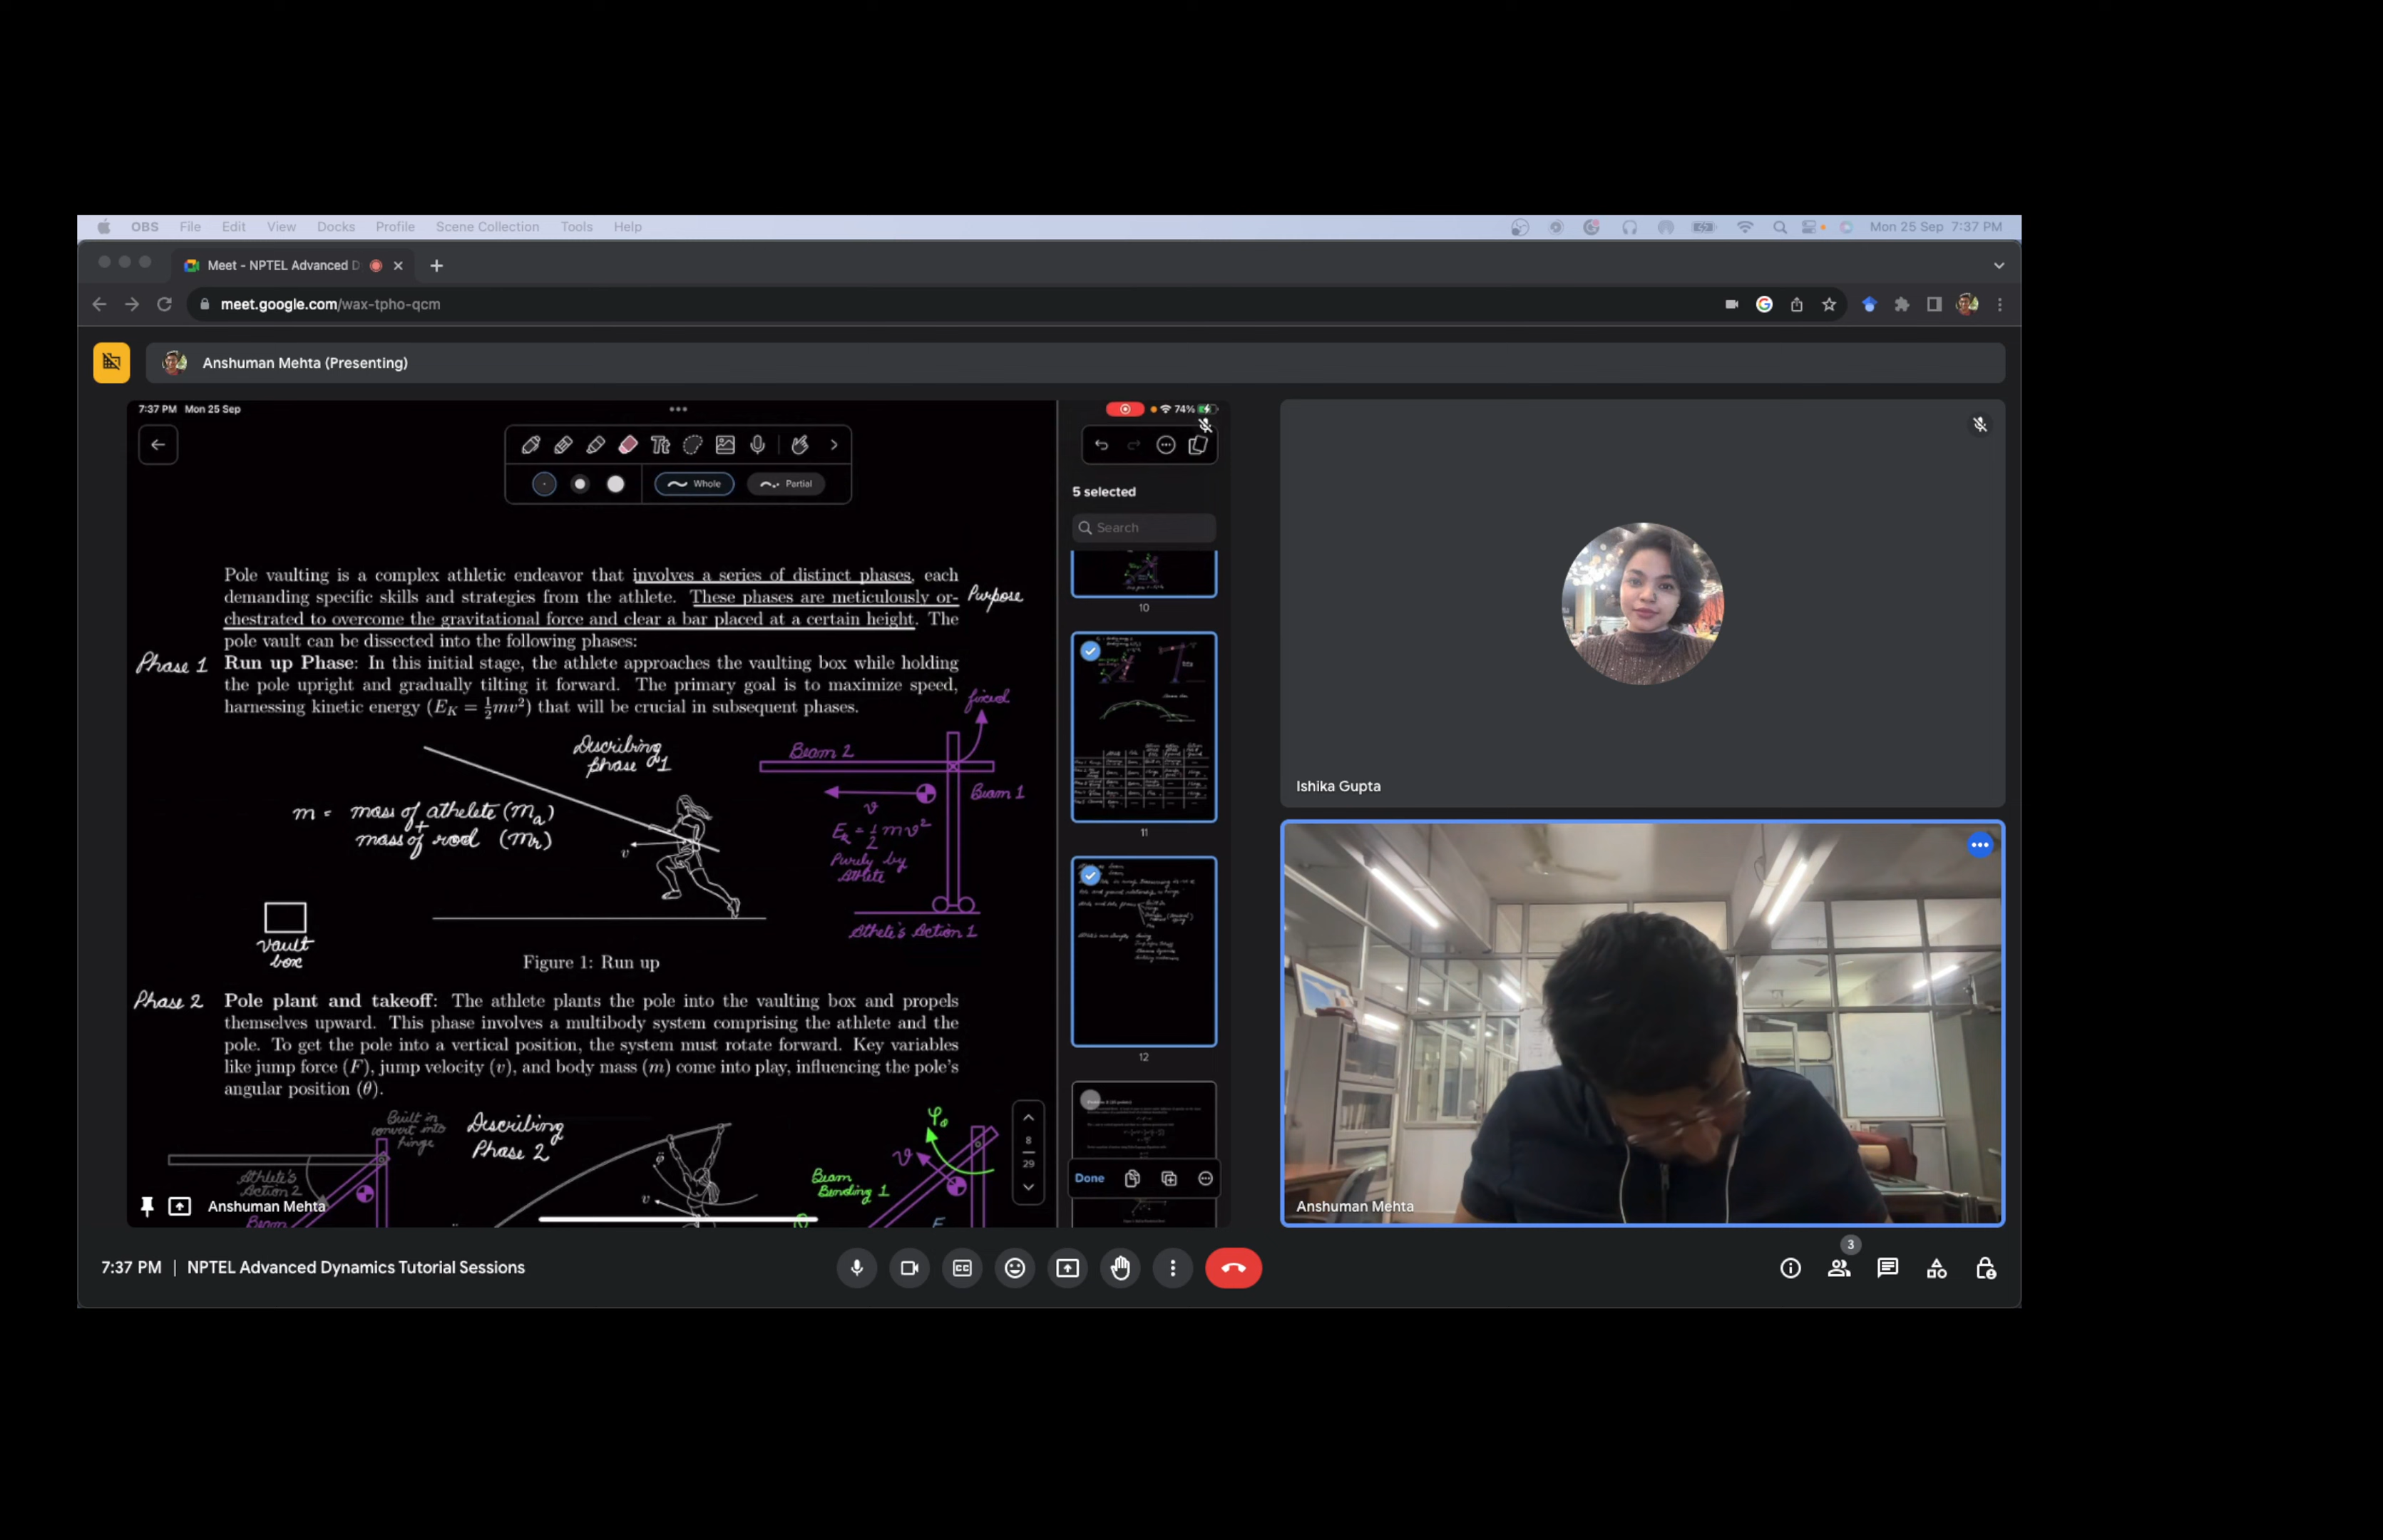 OBS File Edit View Docks Profile Scene Collection Tools Help Mon 25 Sep 7:37 PM
Meet - NPTEL Advanced D
meet.google.com/wax-tpho-qcm
Anshuman Mehta (Presenting)
7:37 PM Mon 25 Sep
74%
Whole Partial
5 selected
Search
Pole vaulting is a complex athletic endeavor that involves a series of distinct phases, each
demanding specific skills and strategies from the athlete. These phases are meticulously or-
Purpose
chestrated to overcome the gravitational force and clear a bar placed at a certain height. The
pole vault can be dissected into the following phases:
Phase 1
Run up Phase: In this initial stage, the athlete approaches the vaulting box while holding
the pole upright and gradually tilting it forward. The primary goal is to maximize speed,
harnessing kinetic energy (E_K = ½mv²) that will be crucial in subsequent phases.
fixed
Describing
phase 1
Beam 2
Beam 1
v
E_k = ½ m v²
Purely by
Athlete
m = mass of athelete (m_a)
+
mass of rod (m_r)
v
vault
box
Athlete's Action 1
Figure 1: Run up
Phase 2
Pole plant and takeoff: The athlete plants the pole into the vaulting box and propels
themselves upward. This phase involves a multibody system comprising the athlete and the
pole. To get the pole into a vertical position, the system must rotate forward. Key variables
like jump force (F), jump velocity (v), and body mass (m) come into play, influencing the pole's
angular position (θ).
Built in
convert into
hinge
Describing
Phase 2
Athlete's
Action 2
Beam
v
Beam
Bending 1
v
F
8
29
10
11
12
Done
Anshuman Mehta
Ishika Gupta
Anshuman Mehta
7:37 PM | NPTEL Advanced Dynamics Tutorial Sessions
CC
3